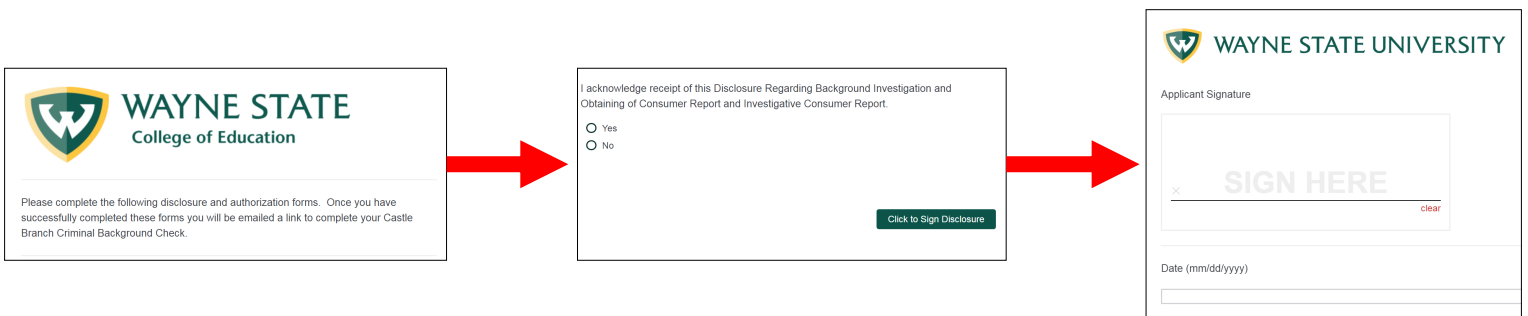 WAYNE STATE
College of Education
Please complete the following disclosure and authorization forms.  Once you have
successfully completed these forms you will be emailed a link to complete your Castle
Branch Criminal Background Check.
I acknowledge receipt of this Disclosure Regarding Background Investigation and
Obtaining of Consumer Report and Investigative Consumer Report.
Yes
No
Click to Sign Disclosure
WAYNE STATE UNIVERSITY
Applicant Signature
SIGN HERE
clear
Date (mm/dd/yyyy)